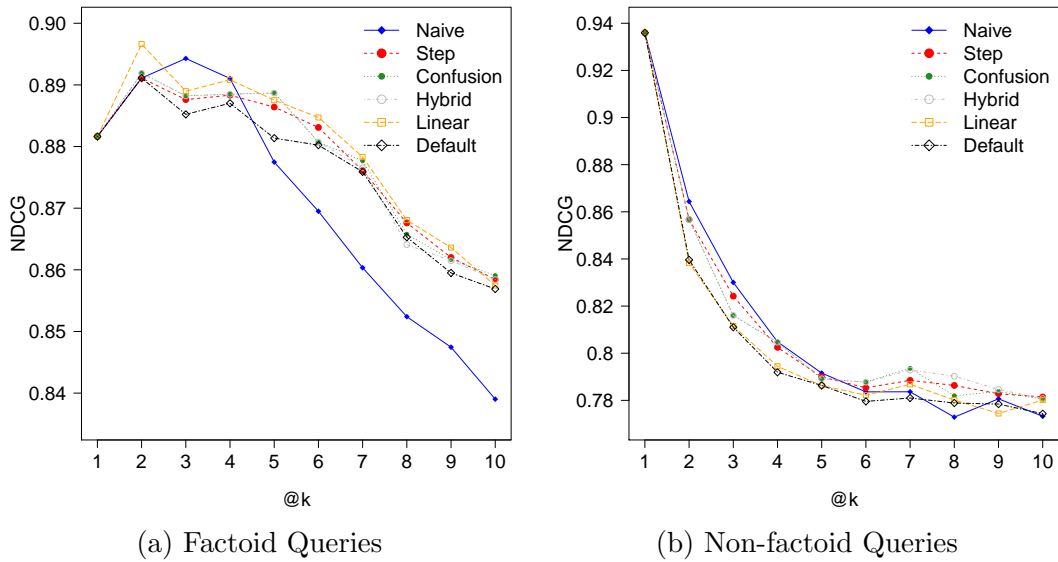 0.90
0.89
0.88
0.87
0.86
0.85
0.84
NDCG
1 2 3 4 5 6 7 8 9 10
@k
Naive
Step
Confusion
Hybrid
Linear
Default
(a) Factoid Queries
0.94
0.92
0.9
0.88
0.86
0.84
0.82
0.8
0.78
NDCG
1 2 3 4 5 6 7 8 9 10
@k
Naive
Step
Confusion
Hybrid
Linear
Default
(b) Non-factoid Queries